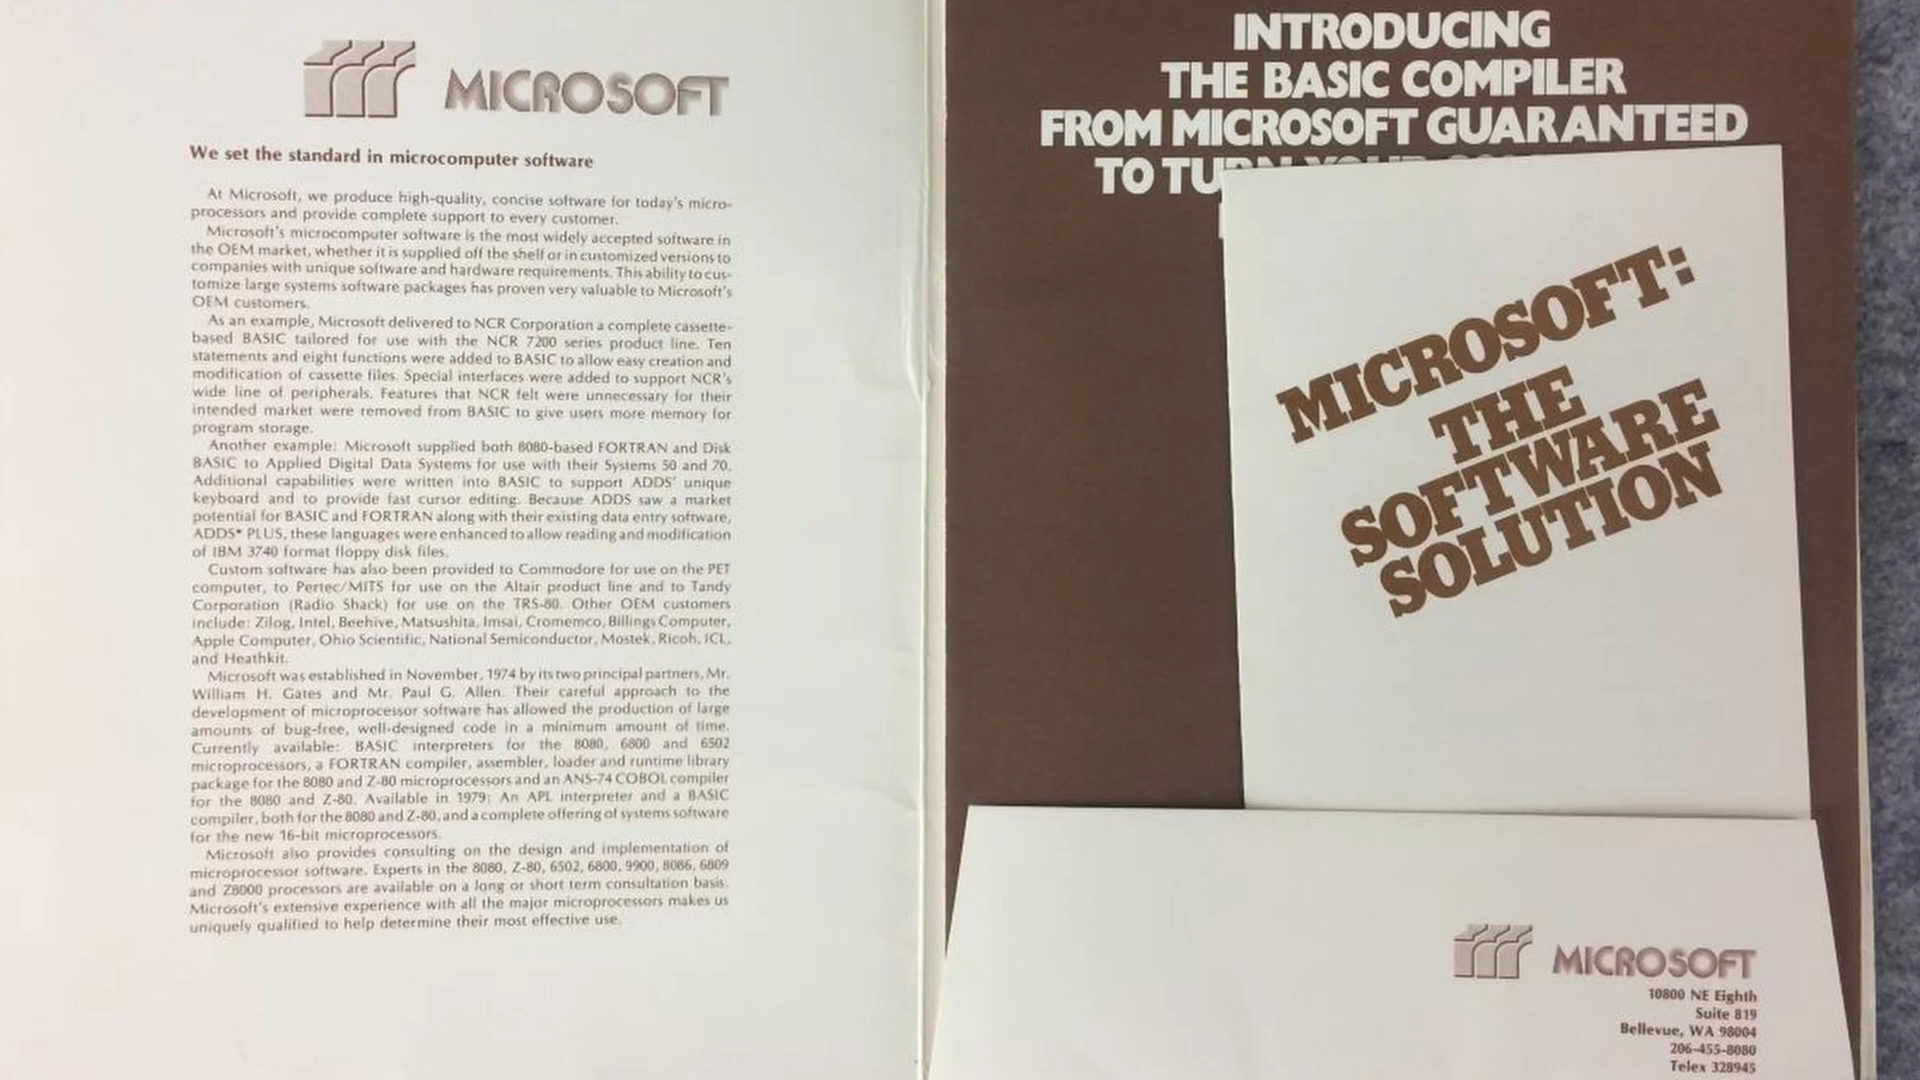 MICROSOFT
We set the standard in microcomputer software
At Microsoft, we produce high-quality, concise software for today's micro-
processors and provide complete support to every customer.
Microsoft's microcomputer software is the most widely accepted software in
the OEM market, whether it is supplied off the shelf or in customized versions to
companies with unique software and hardware requirements. This ability to cus-
tomize large systems software packages has proven very valuable to Microsoft's
OEM customers.
As an example, Microsoft delivered to NCR Corporation a complete cassette-
based BASIC tailored for use with the NCR 7200 series product line. Ten
statements and eight functions were added to BASIC to allow easy creation and
modification of cassette files. Special interfaces were added to support NCR's
wide line of peripherals. Features that NCR felt were unnecessary for their
intended market were removed from BASIC to give users more memory for
program storage.
Another example: Microsoft supplied both 8080-based FORTRAN and Disk
BASIC to Applied Digital Data Systems for use with their Systems 50 and 70.
Additional capabilities were written into BASIC to support ADDS' unique
keyboard and to provide fast cursor editing. Because ADDS saw a market
potential for BASIC and FORTRAN along with their existing data entry software,
ADDS* PLUS, these languages were enhanced to allow reading and modification
of IBM 3740 format floppy disk files.
Custom software has also been provided to Commodore for use on the PET
computer, to Pertec/MITS for use on the Altair product line and to Tandy
Corporation (Radio Shack) for use on the TRS-80. Other OEM customers
include: Zilog, Intel, Beehive, Matsushita, Imsai, Cromemco, Billings Computer,
Apple Computer, Ohio Scientific, National Semiconductor, Mostek, Ricoh, ICL,
and Heathkit.
Microsoft was established in November, 1974 by its two principal partners, Mr.
William H. Gates and Mr. Paul G. Allen. Their careful approach to the
development of microprocessor software has allowed the production of large
amounts of bug-free, well-designed code in a minimum amount of time.
Currently available: BASIC interpreters for the 8080, 6800 and 6502
microprocessors, a FORTRAN compiler, assembler, loader and runtime library
package for the 8080 and Z-80 microprocessors and an ANS-74 COBOL compiler
for the 8080 and Z-80. Available in 1979: An APL interpreter and a BASIC
compiler, both for the 8080 and Z-80, and a complete offering of systems software
for the new 16-bit microprocessors.
Microsoft also provides consulting on the design and implementation of
microprocessor software. Experts in the 8080, Z-80, 6502, 6800, 9900, 8086, 6809
and Z8000 processors are available on a long or short term consultation basis.
Microsoft's extensive experience with all the major microprocessors makes us
uniquely qualified to help determine their most effective use.
INTRODUCING
THE BASIC COMPILER
FROM MICROSOFT GUARANTEED
TO TURN YOUR
MICROSOFT:
THE
SOFTWARE
SOLUTION
MICROSOFT
10800 NE Eighth
Suite 819
Bellevue, WA 98004
206-455-8080
Telex 328945